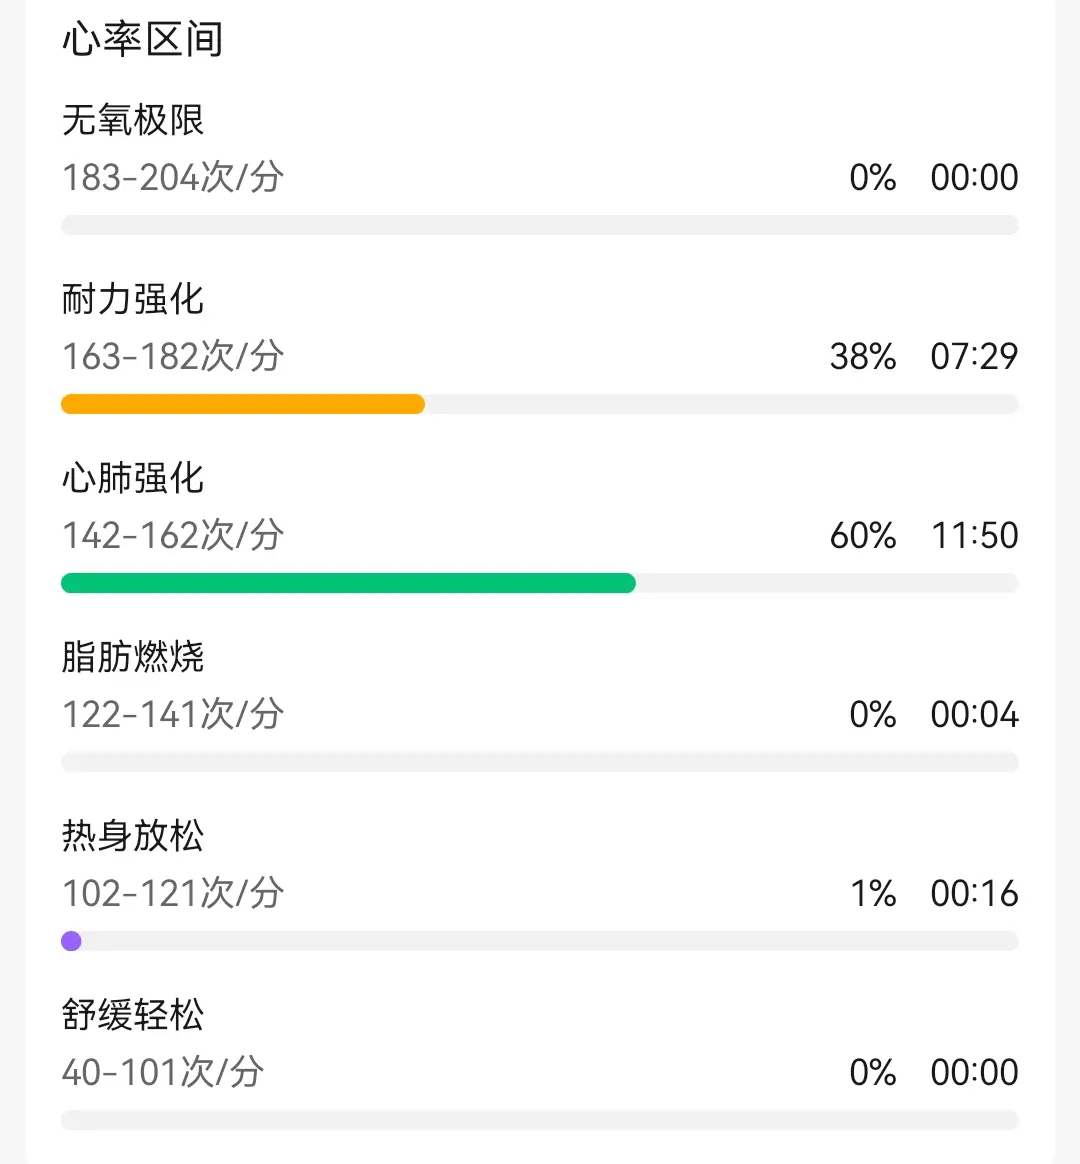 心率区间
无氧极限
183-204次/分 0% 00:00
耐力强化
163-182次/分 38% 07:29
心肺强化
142-162次/分 60% 11:50
脂肪燃烧
122-141次/分 0% 00:04
热身放松
102-121次/分 1% 00:16
舒缓轻松
40-101次/分 0% 00:00